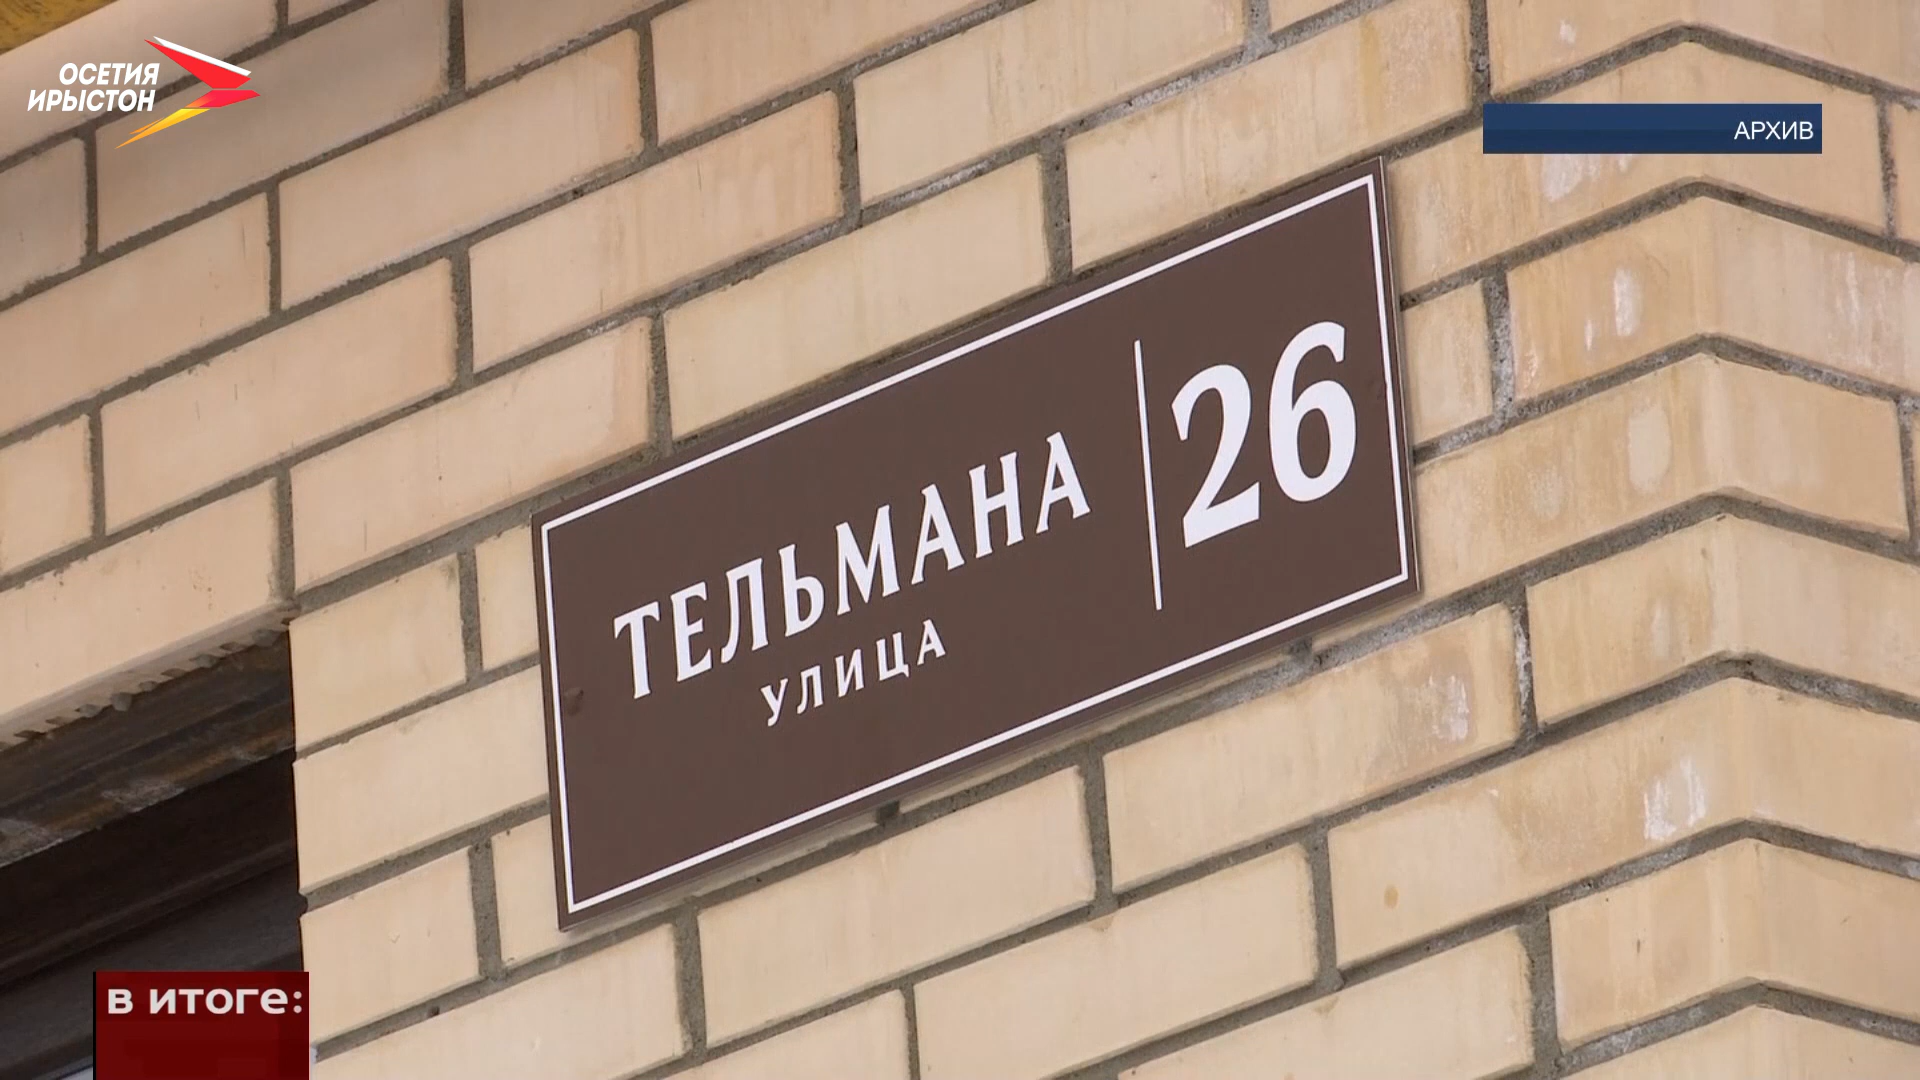 ОСЕТИЯ
ИРЫСТОН
АРХИВ
ТЕЛЬМАНА
УЛИЦА
26
В ИТОГЕ: